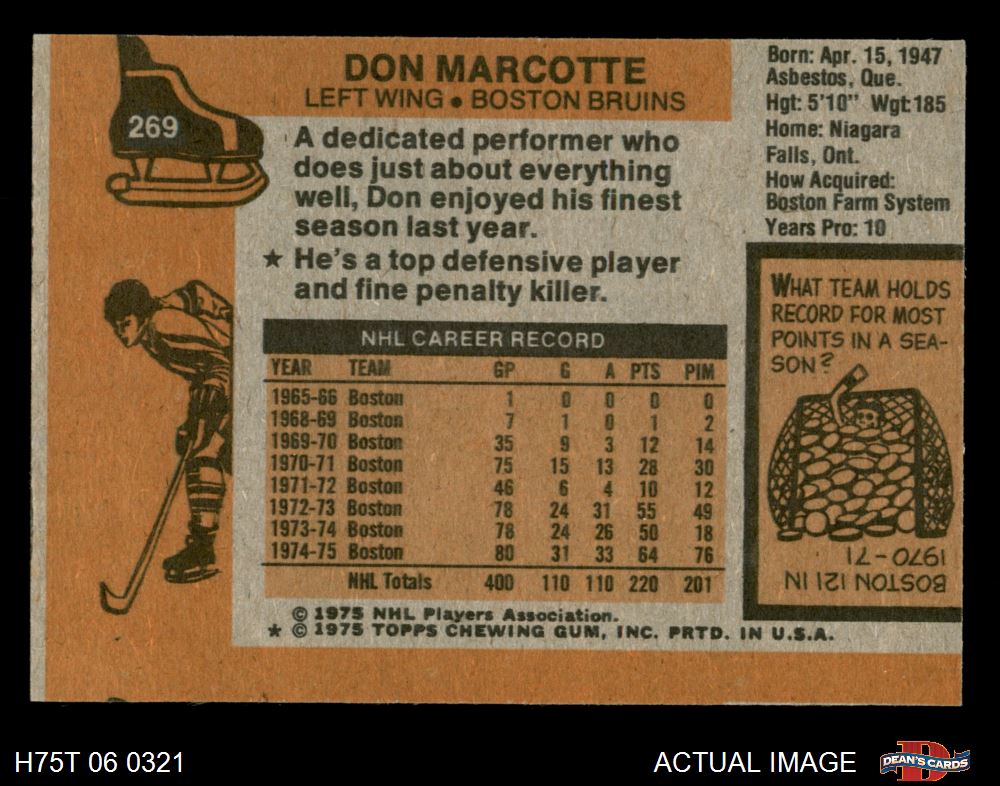 269
DON MARCOTTE
LEFT WING • BOSTON BRUINS
A dedicated performer who
does just about everything
well, Don enjoyed his finest
season last year.
★ He's a top defensive player
and fine penalty killer.
NHL CAREER RECORD
YEAR TEAM GP G A PTS PIM
1965-66 Boston 1 0 0 0 0
1968-69 Boston 7 1 0 1 2
1969-70 Boston 35 9 3 12 14
1970-71 Boston 75 15 13 28 30
1971-72 Boston 46 6 4 10 12
1972-73 Boston 78 24 31 55 49
1973-74 Boston 78 24 26 50 18
1974-75 Boston 80 31 33 64 76
NHL Totals 400 110 110 220 201
© 1975 NHL Players Association.
★ © 1975 TOPPS CHEWING GUM, INC. PRTD. IN U.S.A.
Born: Apr. 15, 1947
Asbestos, Que.
Hgt: 5'10" Wgt:185
Home: Niagara
Falls, Ont.
How Acquired:
Boston Farm System
Years Pro: 10
WHAT TEAM HOLDS
RECORD FOR MOST
POINTS IN A SEA-
SON?
BOSTON 121 IN
1970-71
H75T 06 0321
ACTUAL IMAGE
DEAN'S CARDS